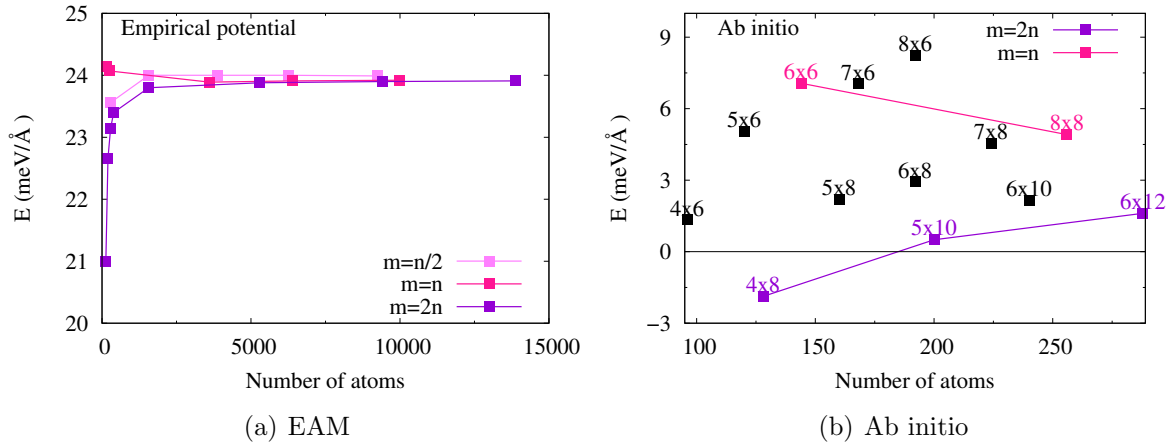 Empirical potential
E (meV/Å)
25
24
23
22
21
20
m=n/2
m=n
m=2n
0
5000
10000
15000
Number of atoms
(a) EAM
Ab initio
E (meV/Å)
9
6
3
0
−3
m=2n
m=n
8x6
7x6
6x6
5x6
8x8
7x8
6x8
5x8
6x10
4x6
6x12
5x10
4x8
100
150
200
250
Number of atoms
(b) Ab initio